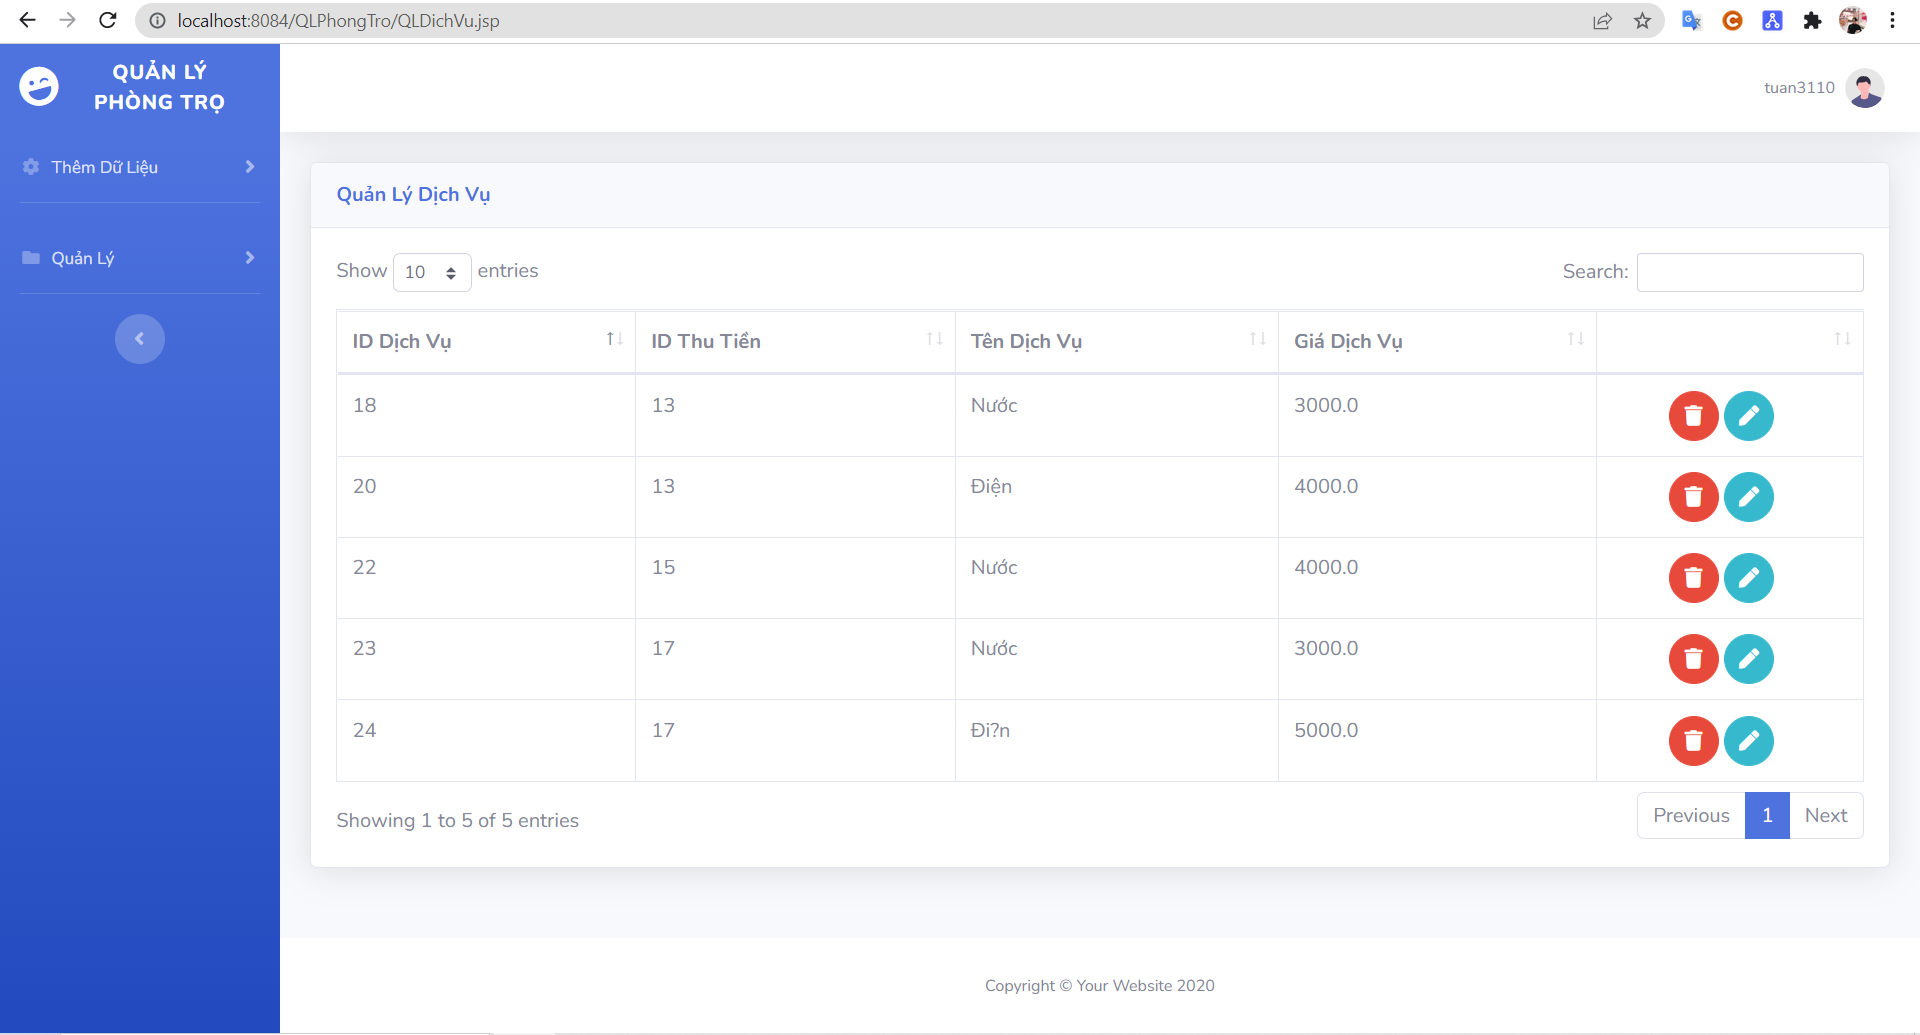 localhost:8084/QLPhongTro/QLDichVu.jsp
QUẢN LÝ
PHÒNG TRỌ
tuan3110
Thêm Dữ Liệu
Quản Lý
Quản Lý Dịch Vụ
Show 10 entries
Search:
ID Dịch Vụ ID Thu Tiền Tên Dịch Vụ Giá Dịch Vụ
18 13 Nước 3000.0
20 13 Điện 4000.0
22 15 Nước 4000.0
23 17 Nước 3000.0
24 17 Đi?n 5000.0
Showing 1 to 5 of 5 entries
Previous 1 Next
Copyright © Your Website 2020